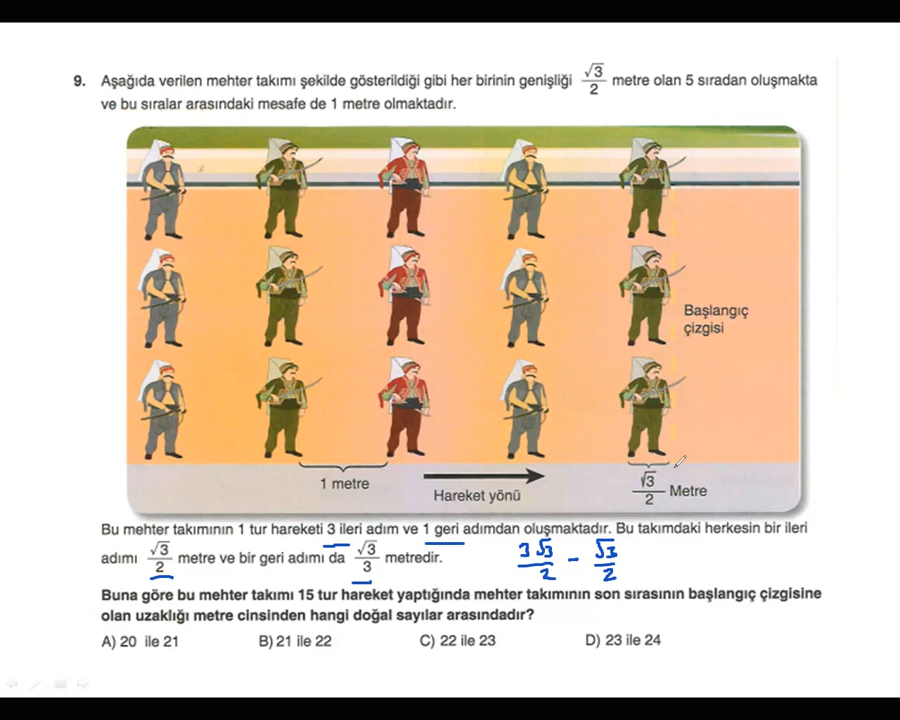 9. Aşağıda verilen mehter takımı şekilde gösterildiği gibi her birinin genişliği √3/2 metre olan 5 sıradan oluşmakta
ve bu sıralar arasındaki mesafe de 1 metre olmaktadır.
Başlangıç
çizgisi
1 metre
Hareket yönü
√3/2 Metre
Bu mehter takımının 1 tur hareketi 3 ileri adım ve 1 geri adımdan oluşmaktadır. Bu takımdaki herkesin bir ileri
adımı √3/2 metre ve bir geri adımı da √3/3 metredir.
3√3/2 - √3/2
Buna göre bu mehter takımı 15 tur hareket yaptığında mehter takımının son sırasının başlangıç çizgisine
olan uzaklığı metre cinsinden hangi doğal sayılar arasındadır?
A) 20 ile 21 B) 21 ile 22 C) 22 ile 23 D) 23 ile 24